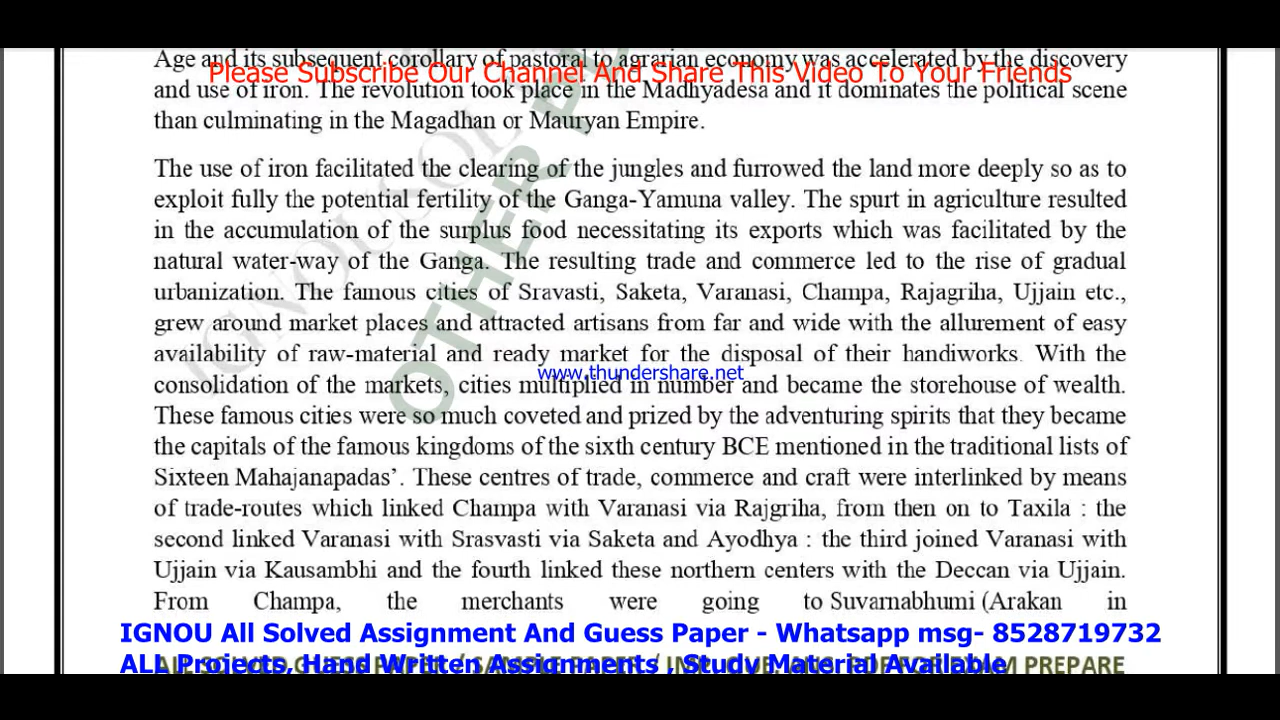 Age and its subsequent corollary of pastoral to agrarian economy was accelerated by the discovery
Please Subscribe Our Channel And Share This Video To Your Friends
and use of iron. The revolution took place in the Madhyadesa and it dominates the political scene
than culminating in the Magadhan or Mauryan Empire.
The use of iron facilitated the clearing of the jungles and furrowed the land more deeply so as to
exploit fully the potential fertility of the Ganga-Yamuna valley. The spurt in agriculture resulted
in the accumulation of the surplus food necessitating its exports which was facilitated by the
natural water-way of the Ganga. The resulting trade and commerce led to the rise of gradual
urbanization. The famous cities of Sravasti, Saketa, Varanasi, Champa, Rajagriha, Ujjain etc.,
grew around market places and attracted artisans from far and wide with the allurement of easy
availability of raw-material and ready market for the disposal of their handiworks. With the
www.thundershare.net
consolidation of the markets, cities multiplied in number and became the storehouse of wealth.
These famous cities were so much coveted and prized by the adventuring spirits that they became
the capitals of the famous kingdoms of the sixth century BCE mentioned in the traditional lists of
Sixteen Mahajanapadas’. These centres of trade, commerce and craft were interlinked by means
of trade-routes which linked Champa with Varanasi via Rajgriha, from then on to Taxila : the
second linked Varanasi with Srasvasti via Saketa and Ayodhya : the third joined Varanasi with
Ujjain via Kausambhi and the fourth linked these northern centers with the Deccan via Ujjain.
From Champa, the merchants were going to Suvarnabhumi (Arakan in
IGNOU All Solved Assignment And Guess Paper - Whatsapp msg- 8528719732
ALL Projects, Hand Written Assignments , Study Material Available
EXAM PREPARE
IGNOU SOL
OTHER